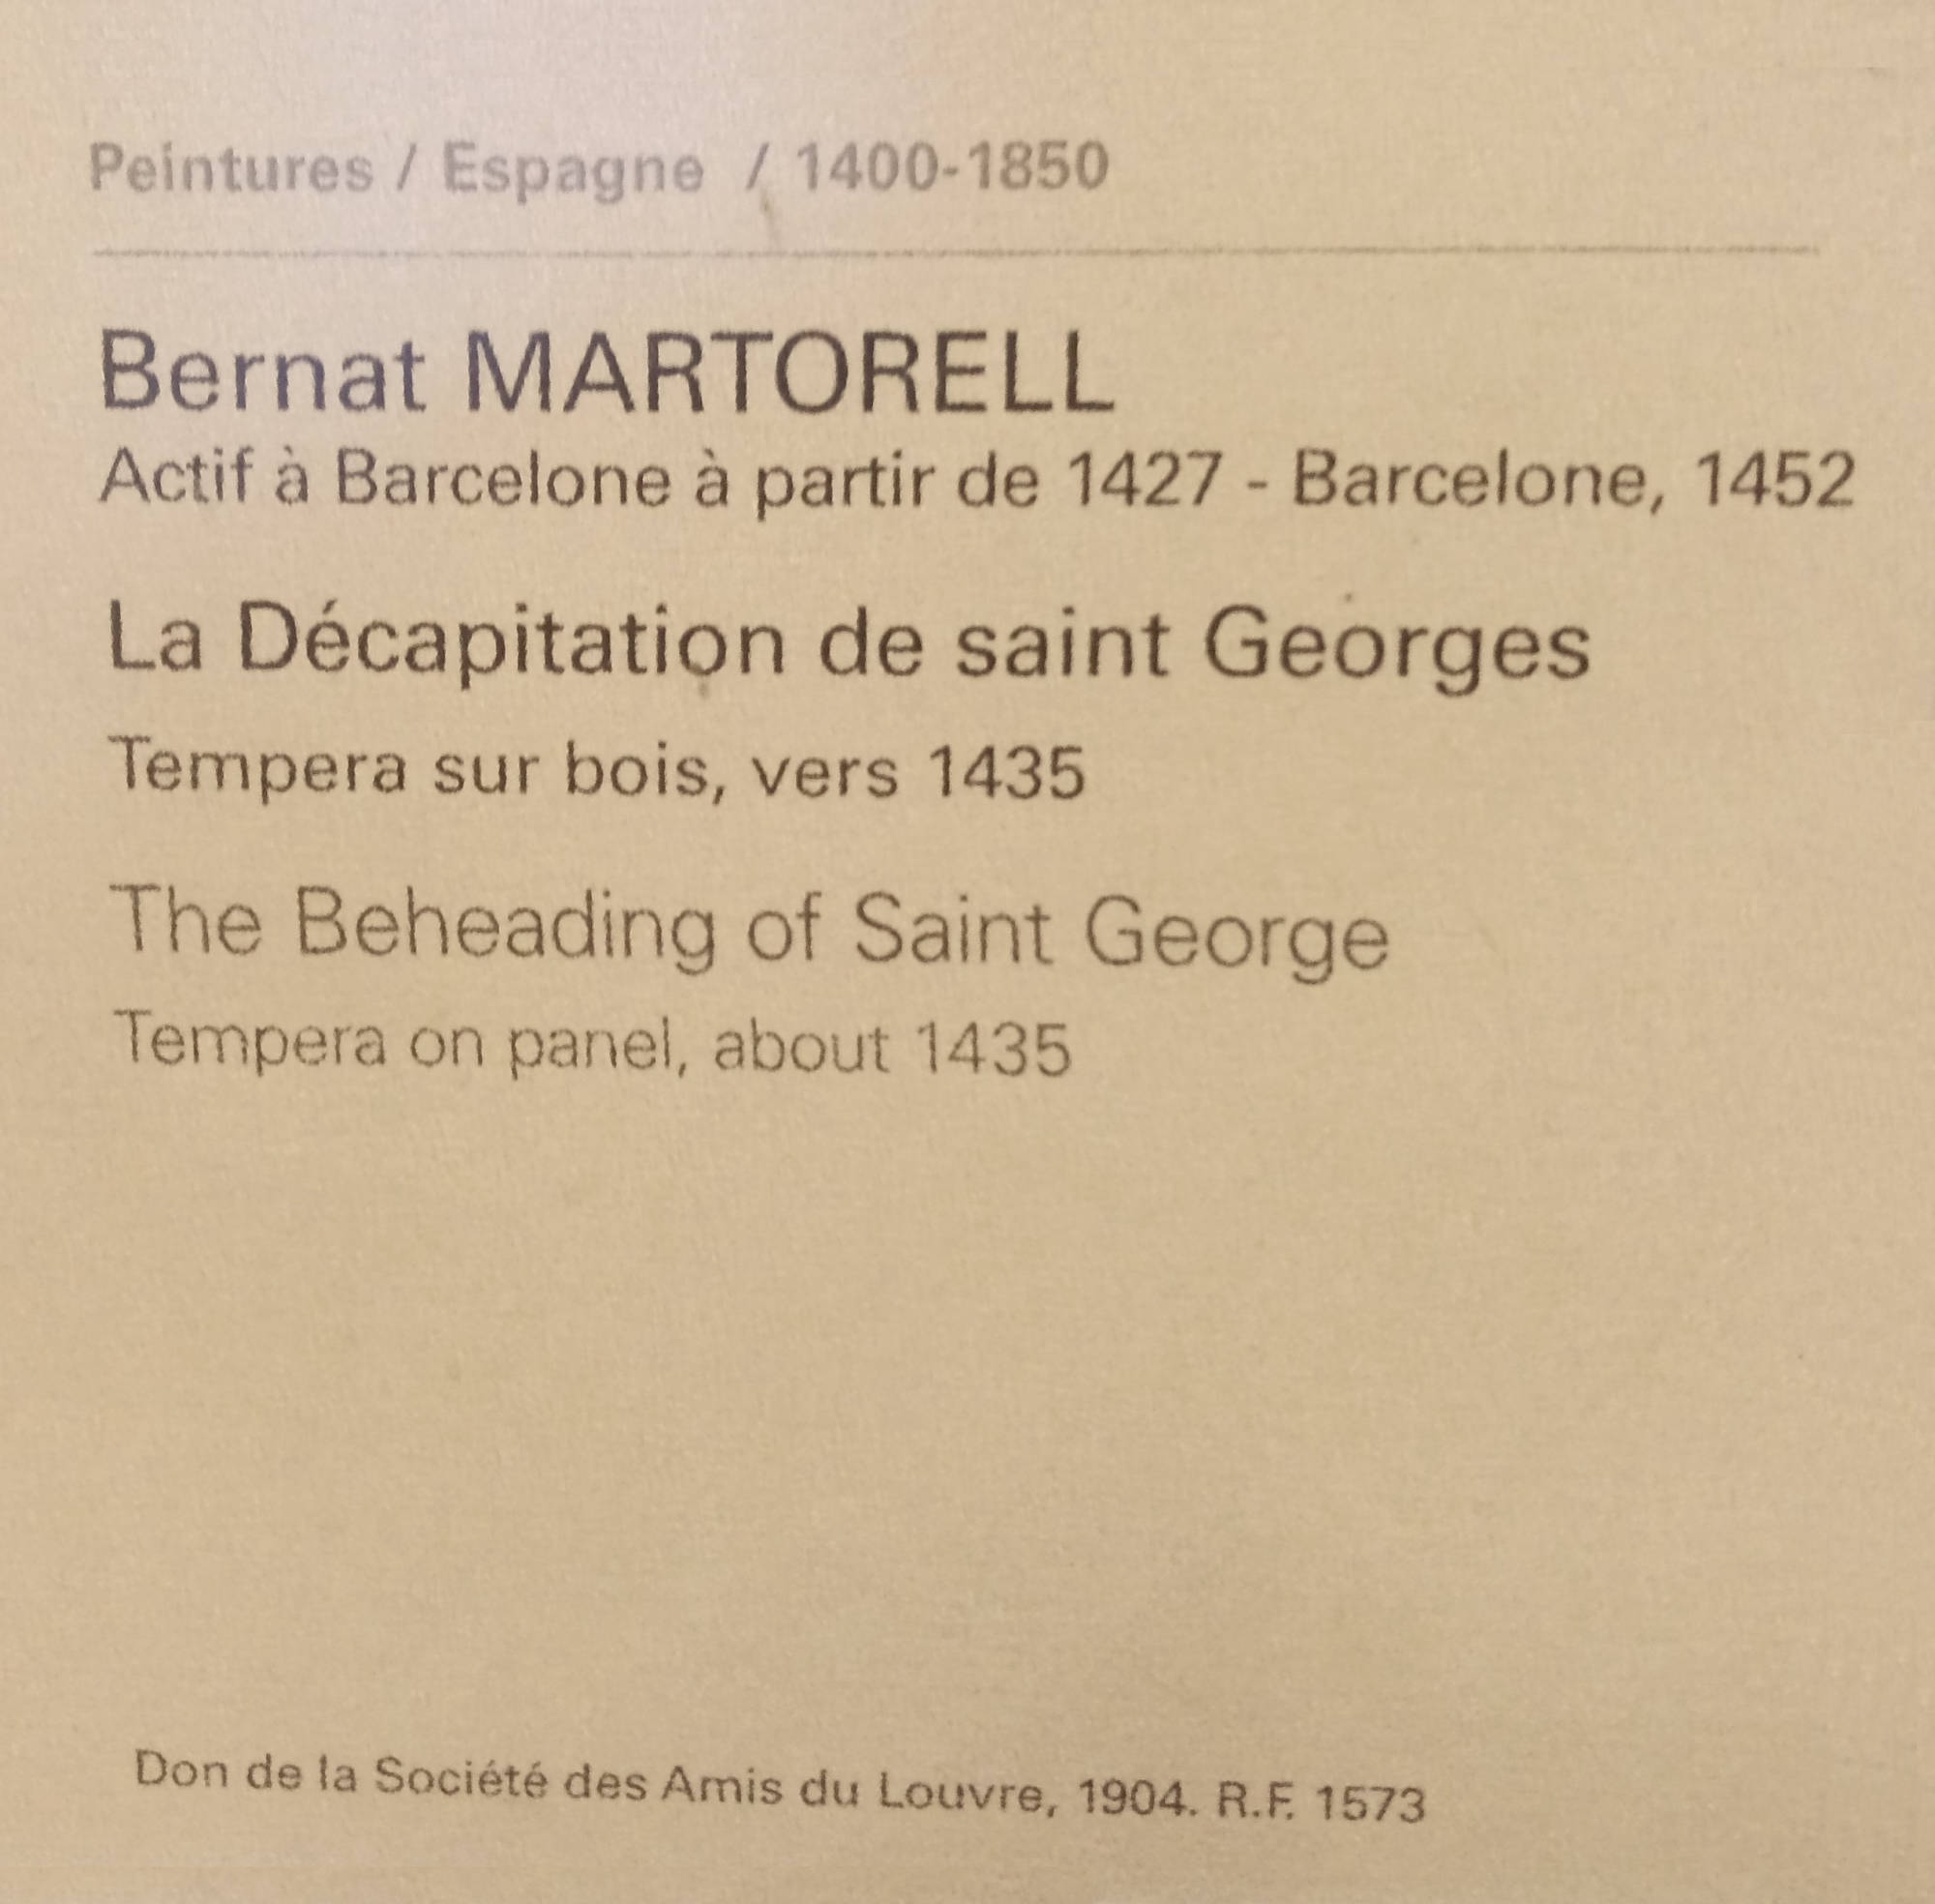 Peintures / Espagne / 1400-1850
Bernat MARTORELL
Actif à Barcelone à partir de 1427 - Barcelone, 1452
La Décapitation de saint Georges
Tempera sur bois, vers 1435
The Beheading of Saint George
Tempera on panel, about 1435
Don de la Société des Amis du Louvre, 1904. R.F. 1573